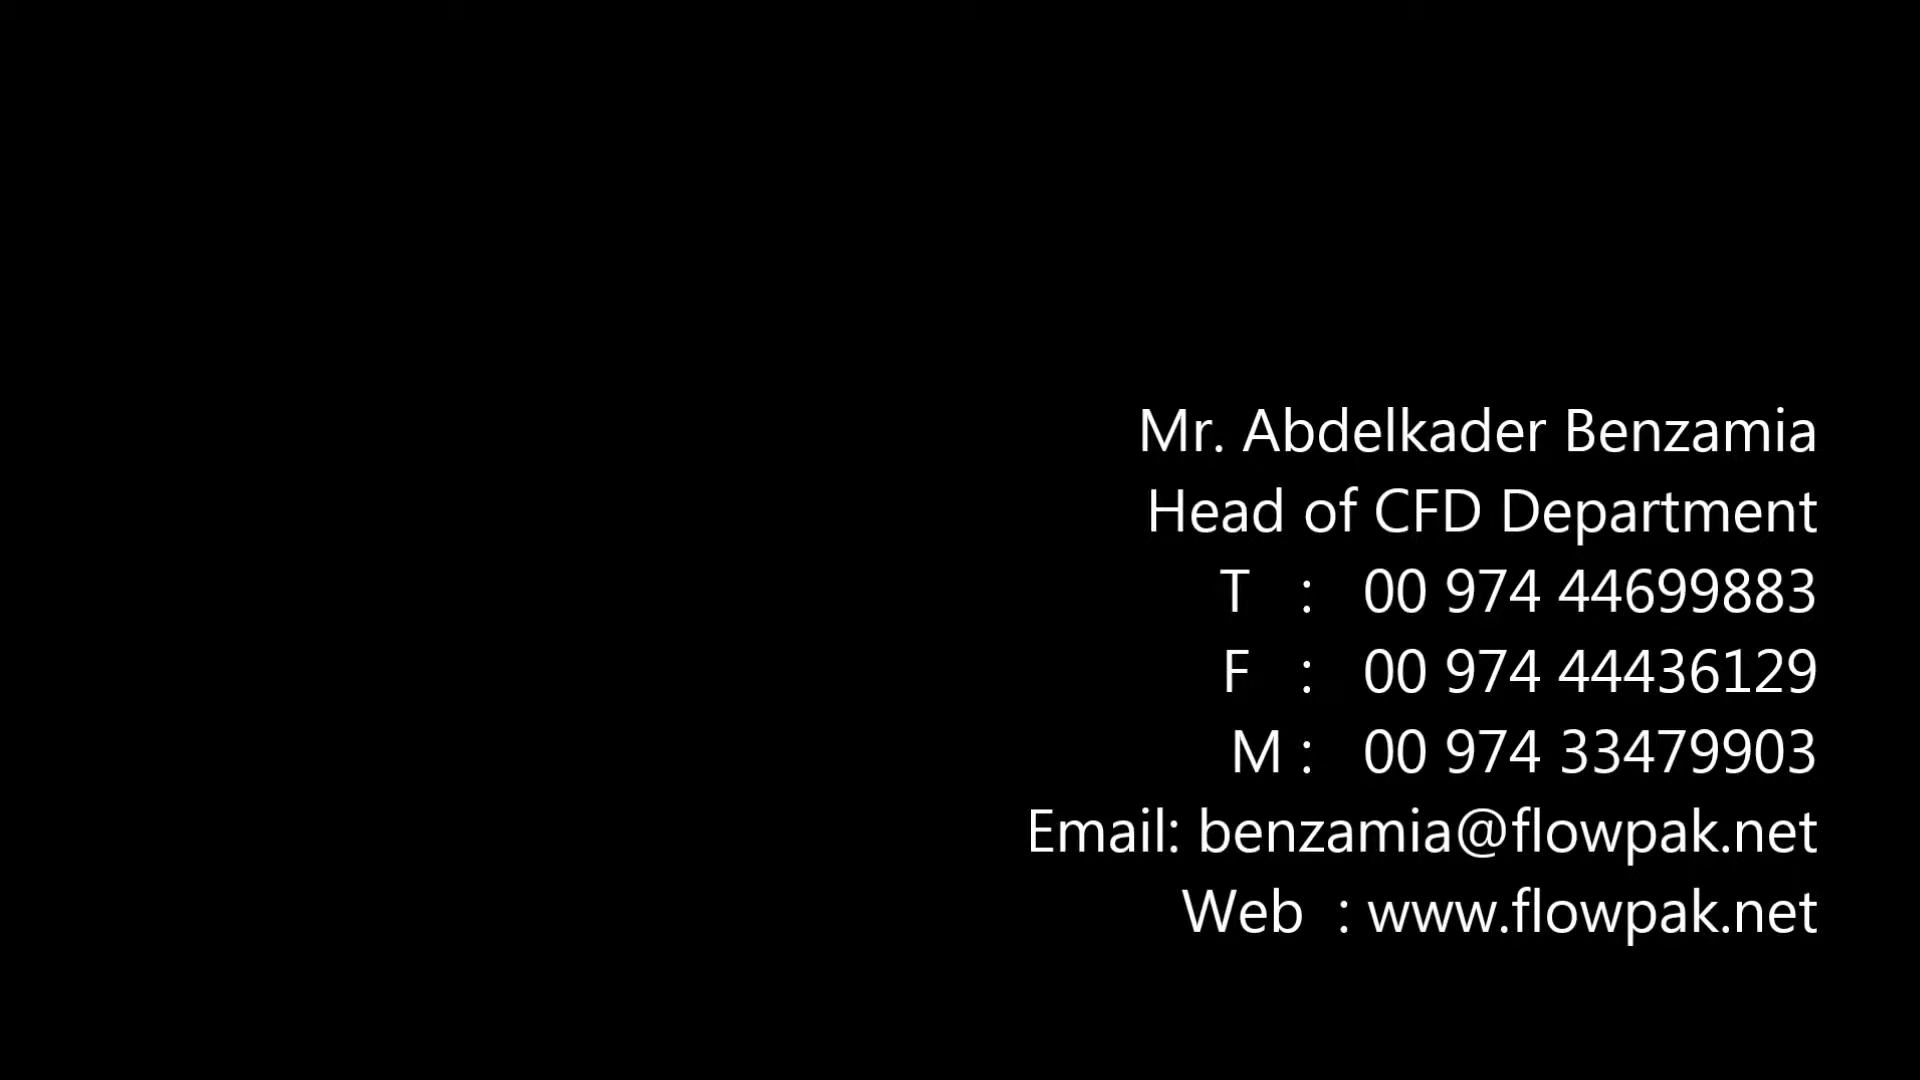 Mr. Abdelkader Benzamia
Head of CFD Department
T : 00 974 44699883
F : 00 974 44436129
M : 00 974 33479903
Email: benzamia@flowpak.net
Web : www.flowpak.net